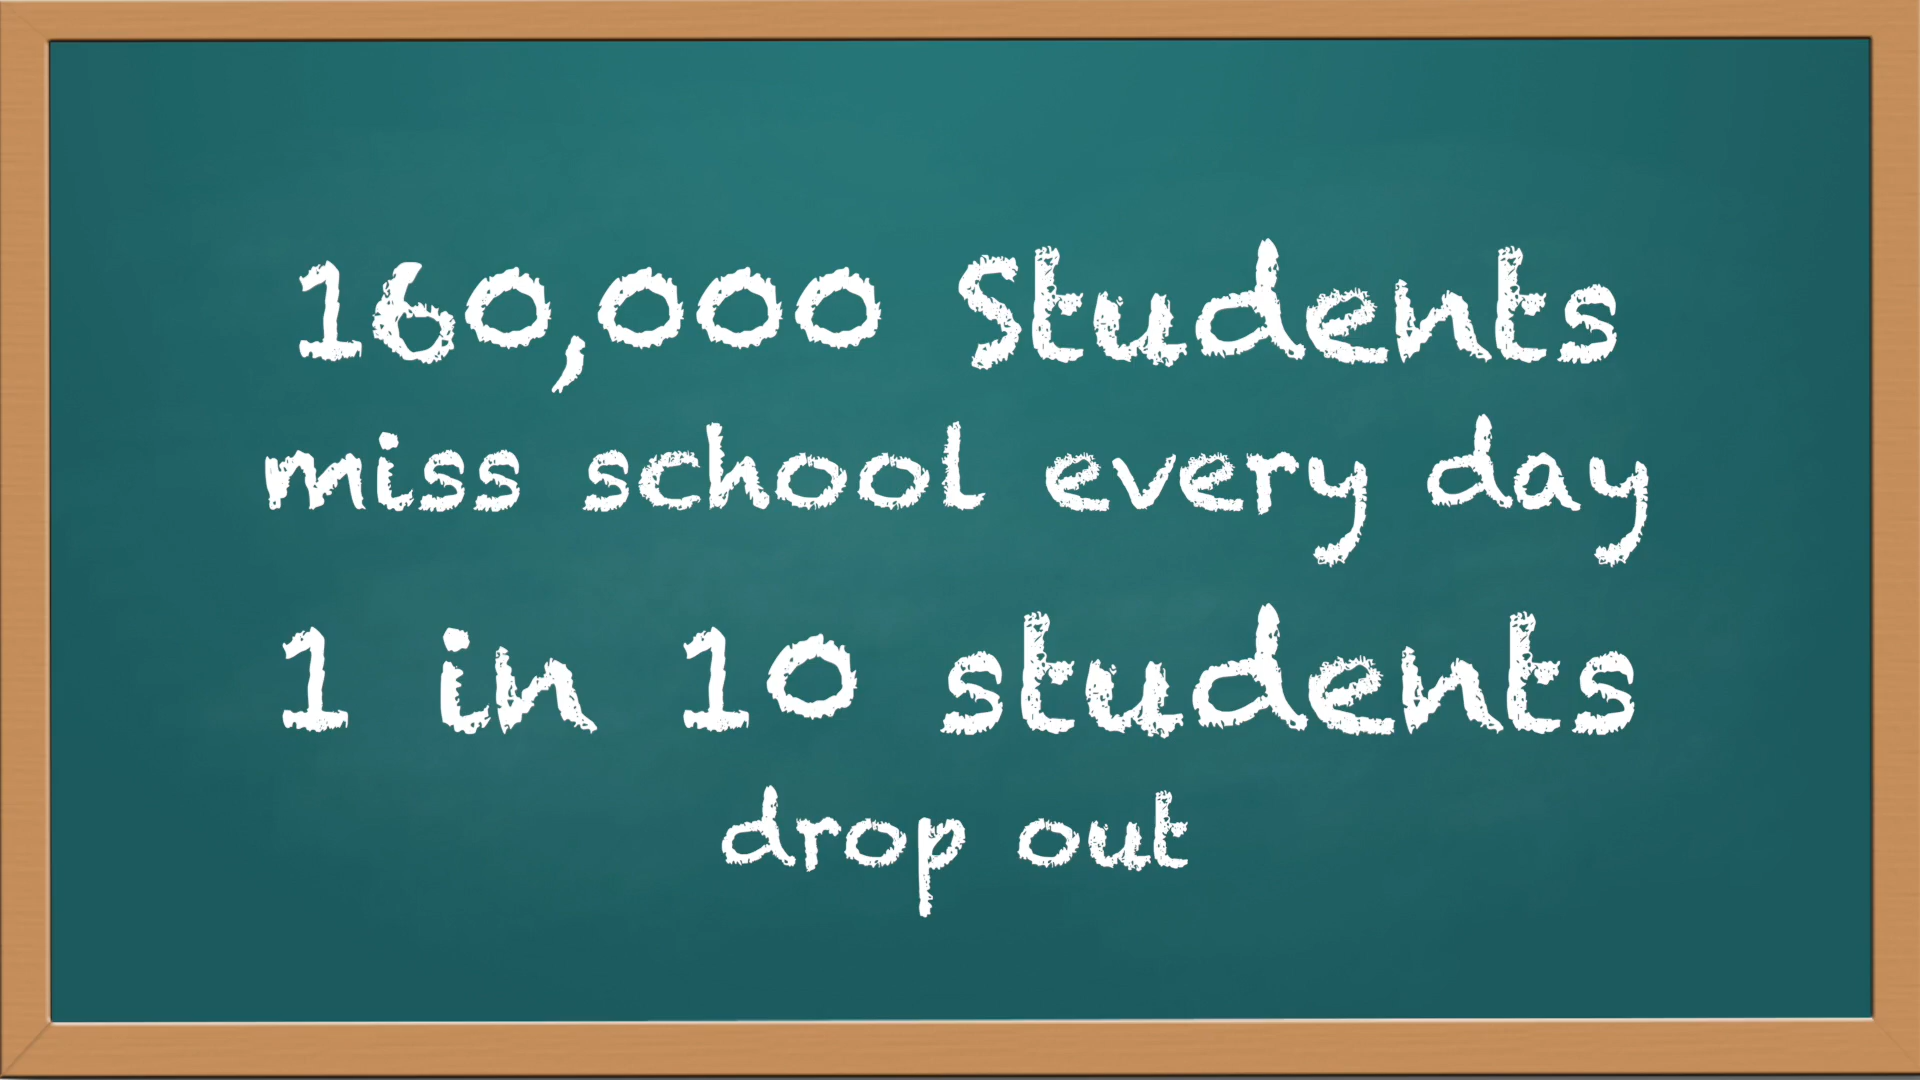 160,000 Students
miss school every day
1 in 10 students
drop out